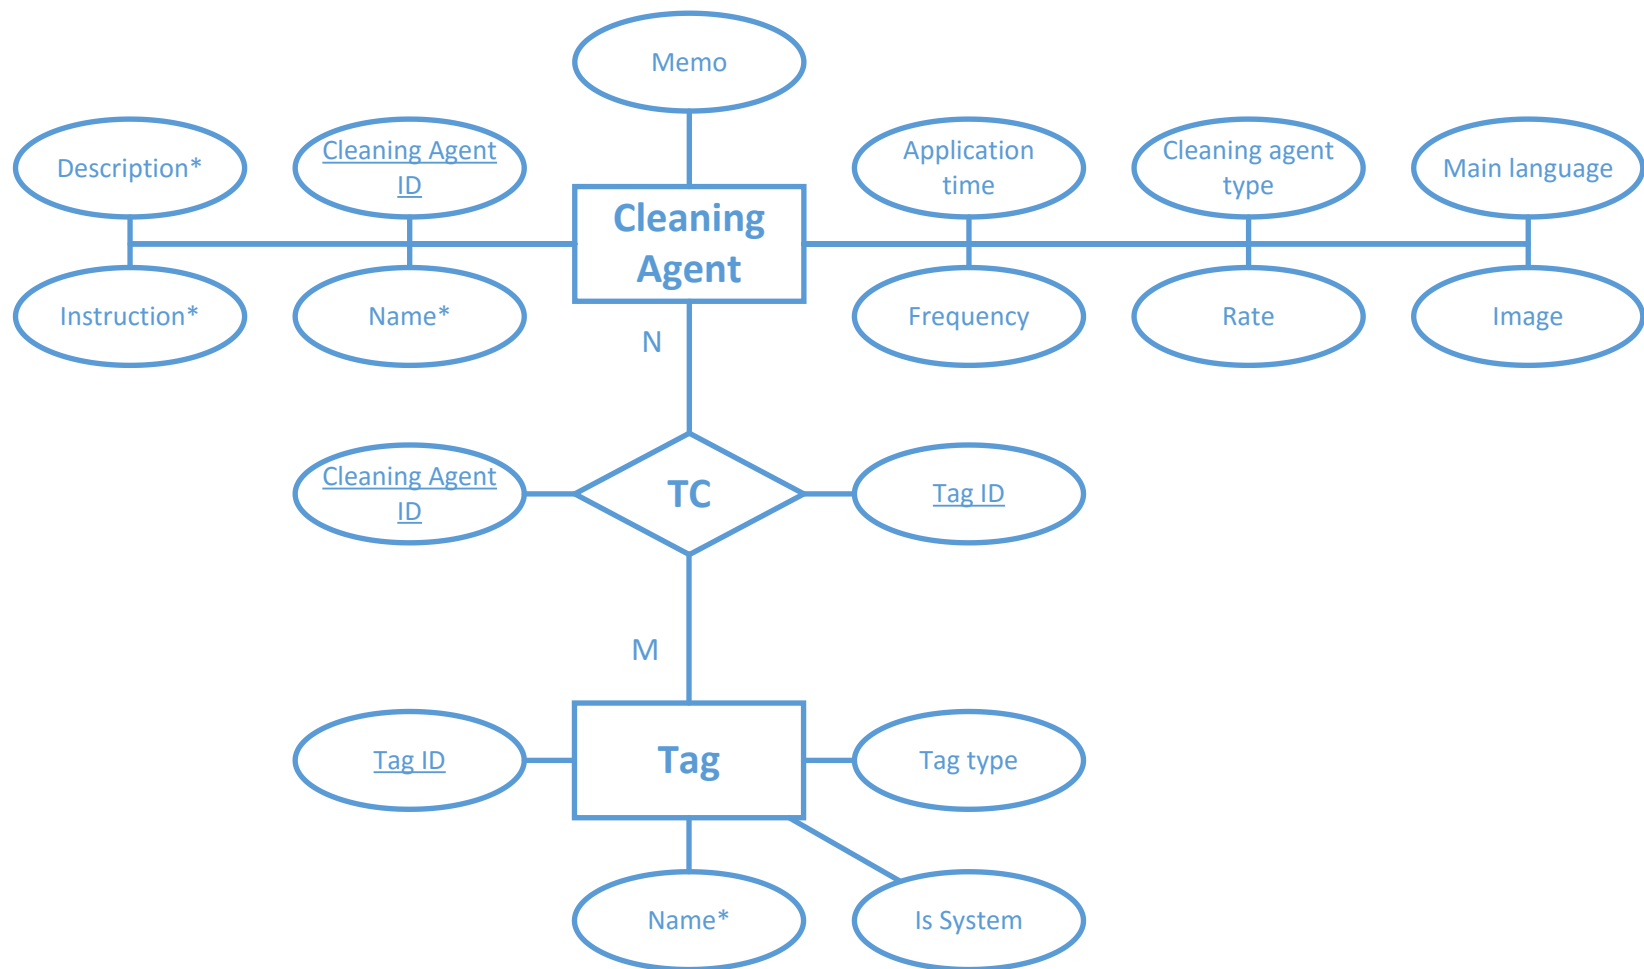 Memo
Description*
Cleaning Agent
ID
Application
time
Cleaning agent
type
Main language
Cleaning
Agent
Instruction*
Name*
Frequency
Rate
Image
N
Cleaning Agent
ID
TC
Tag ID
M
Tag ID
Tag
Tag type
Name*
Is System